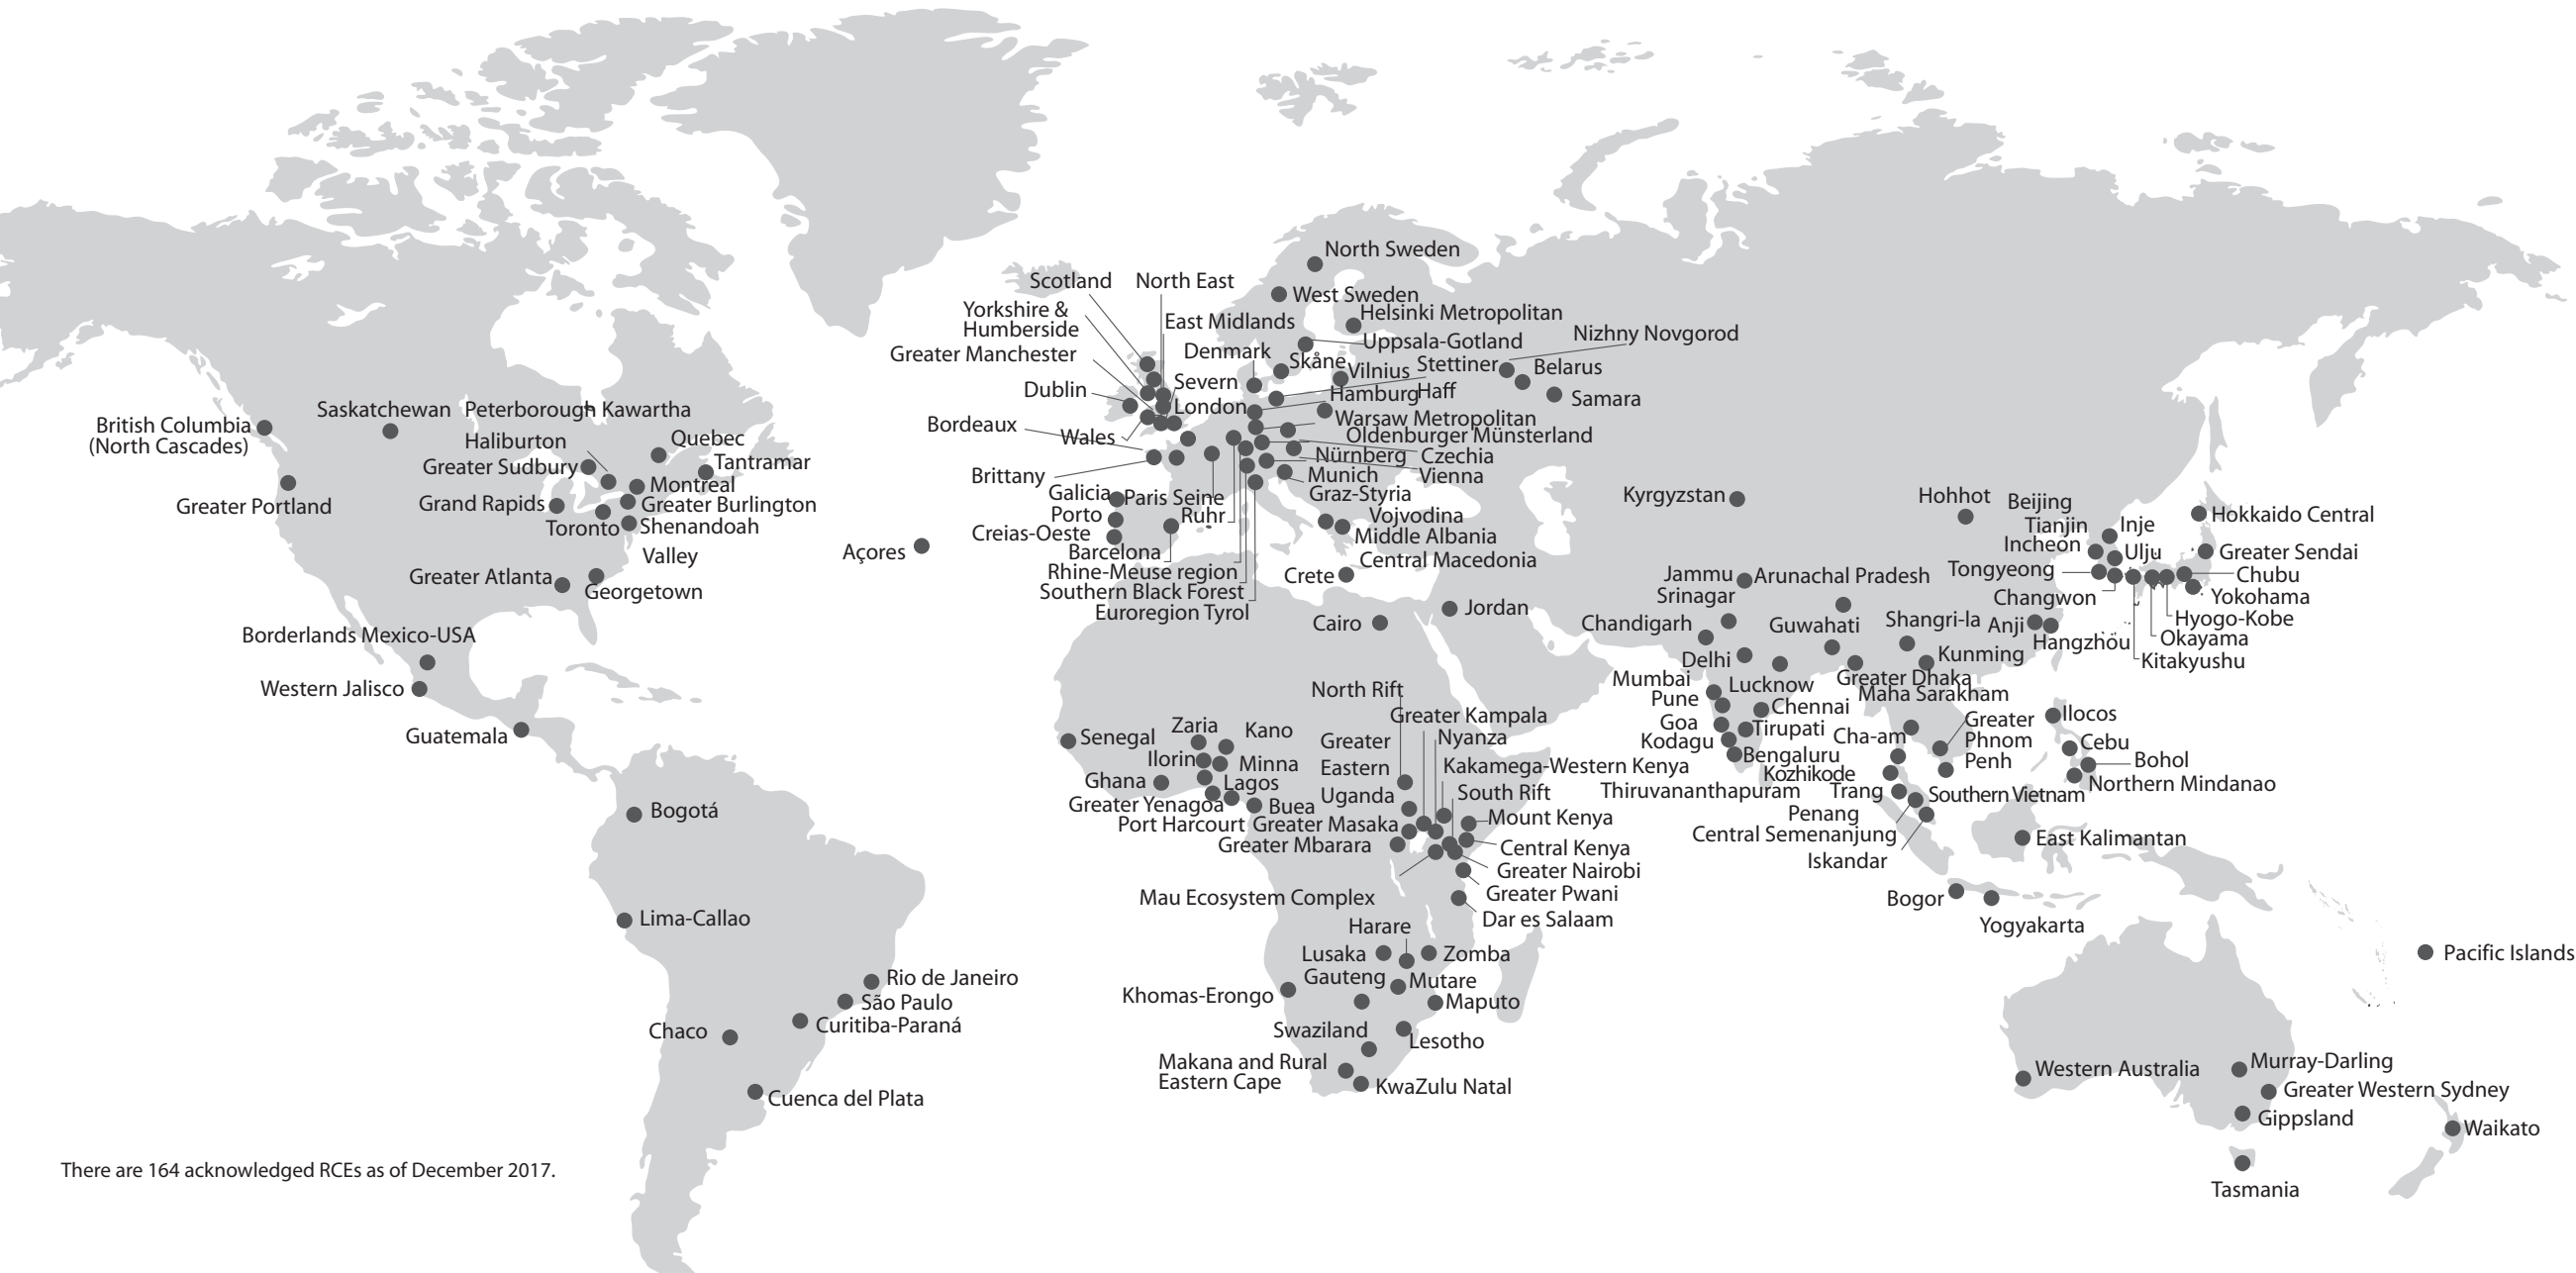 North Sweden
Scotland
North East
West Sweden
Yorkshire &
Humberside
Helsinki Metropolitan
East Midlands
Nizhny Novgorod
Uppsala-Gotland
Greater Manchester
Denmark
Skåne
Stettiner
Haff
Belarus
Vilnius
Severn
Dublin
Hamburg
Samara
London
Bordeaux
Wales
Warsaw Metropolitan
Oldenburger Münsterland
Brittany
Nürnberg
Czechia
Munich
Vienna
Galicia
Paris Seine
Graz-Styria
Porto
Ruhr
Vojvodina
Creias-Oeste
Middle Albania
Açores
Barcelona
Central Macedonia
Rhine-Meuse region
Crete
Southern Black Forest
Euroregion Tyrol
British Columbia
(North Cascades)
Saskatchewan
Peterborough Kawartha
Haliburton
Quebec
Greater Sudbury
Tantramar
Montreal
Greater Portland
Grand Rapids
Greater Burlington
Toronto
Shenandoah
Valley
Greater Atlanta
Georgetown
Borderlands Mexico-USA
Western Jalisco
Guatemala
Bogotá
Lima-Callao
Rio de Janeiro
São Paulo
Curitiba-Paraná
Chaco
Cuenca del Plata
Cairo
Jordan
North Rift
Greater Kampala
Nyanza
Senegal
Zaria
Kano
Greater
Eastern
Uganda
Ilorin
Minna
Kakamega-Western Kenya
Ghana
Lagos
South Rift
Greater Yenagoa
Buea
Port Harcourt
Greater Masaka
Mount Kenya
Greater Mbarara
Central Kenya
Greater Nairobi
Mau Ecosystem Complex
Greater Pwani
Dar es Salaam
Harare
Lusaka
Zomba
Gauteng
Mutare
Khomas-Erongo
Maputo
Swaziland
Lesotho
Makana and Rural
Eastern Cape
KwaZulu Natal
Kyrgyzstan
Hohhot
Beijing
Tianjin
Inje
Hokkaido Central
Incheon
Ulju
Greater Sendai
Tongyeong
Chubu
Jammu
Arunachal Pradesh
Srinagar
Changwon
Yokohama
Chandigarh
Guwahati
Shangri-la
Anji
Hyogo-Kobe
Hangzhou
Okayama
Delhi
Kunming
Kitakyushu
Mumbai
Lucknow
Greater Dhaka
Maha Sarakham
Pune
Chennai
Goa
Tirupati
Greater
Phnom
Penh
Ilocos
Kodagu
Cha-am
Cebu
Bengaluru
Bohol
Kozhikode
Northern Mindanao
Thiruvananthapuram
Trang
Southern Vietnam
Penang
Central Semenanjung
East Kalimantan
Iskandar
Bogor
Yogyakarta
Pacific Islands
Western Australia
Murray-Darling
Greater Western Sydney
Gippsland
Waikato
Tasmania
There are 164 acknowledged RCEs as of December 2017.